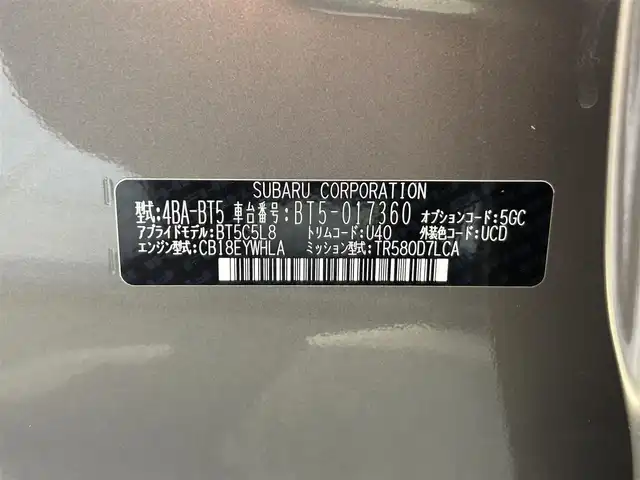 SUBARU CORPORATION
型式:4BA-BT5 車台番号:BT5-017360 オプションコード:5GC
アプライドモデル:BT5C5L8 トリムコード:U40 外装色コード:UCD
エンジン型式:CB18EYWHLA ミッション型式:TR580D7LCA